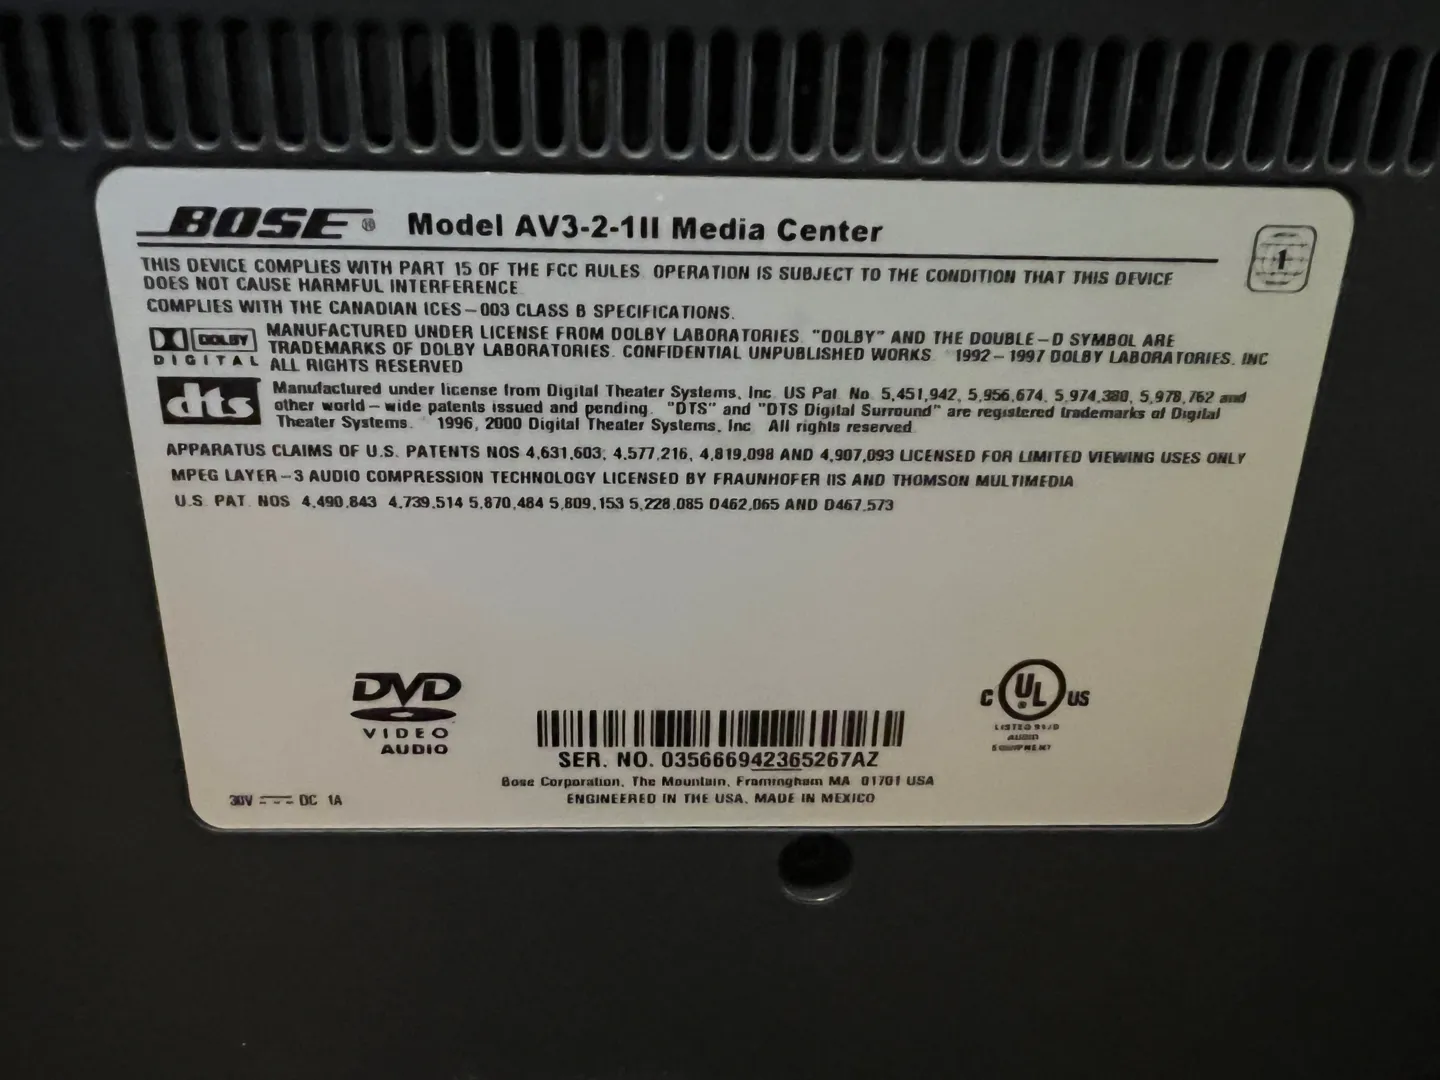 BOSE® Model AV3-2-1II Media Center
1
THIS DEVICE COMPLIES WITH PART 15 OF THE FCC RULES OPERATION IS SUBJECT TO THE CONDITION THAT THIS DEVICE
DOES NOT CAUSE HARMFUL INTERFERENCE
COMPLIES WITH THE CANADIAN ICES-003 CLASS B SPECIFICATIONS.
DOLBY
DIGITAL
MANUFACTURED UNDER LICENSE FROM DOLBY LABORATORIES. "DOLBY" AND THE DOUBLE-D SYMBOL ARE
TRADEMARKS OF DOLBY LABORATORIES. CONFIDENTIAL UNPUBLISHED WORKS 1992-1997 DOLBY LABORATORIES, INC
ALL RIGHTS RESERVED
dts
Manufactured under license from Digital Theater Systems, Inc. US Pat. No. 5,451,942, 5,956,674, 5,974,380, 5,978,762 and
other world-wide patents issued and pending. "DTS" and "DTS Digital Surround" are registered trademarks of Digital
Theater Systems. 1996, 2000 Digital Theater Systems, Inc All rights reserved
APPARATUS CLAIMS OF U.S. PATENTS NOS 4,631,603, 4,577,216, 4,819,098 AND 4,907,093 LICENSED FOR LIMITED VIEWING USES ONLY
MPEG LAYER-3 AUDIO COMPRESSION TECHNOLOGY LICENSED BY FRAUNHOFER IIS AND THOMSON MULTIMEDIA
U.S. PAT NOS 4,490,843 4,739,514 5,870,484 5,809,153 5,228,085 D462,065 AND D467,573
DVD
VIDEO
AUDIO
30V DC 1A
SER. NO. 035666942365267AZ
Bose Corporation, The Mountain, Framingham MA 01701 USA
ENGINEERED IN THE USA, MADE IN MEXICO
C UL® US
LISTED
AUDIO
EQUIPMENT